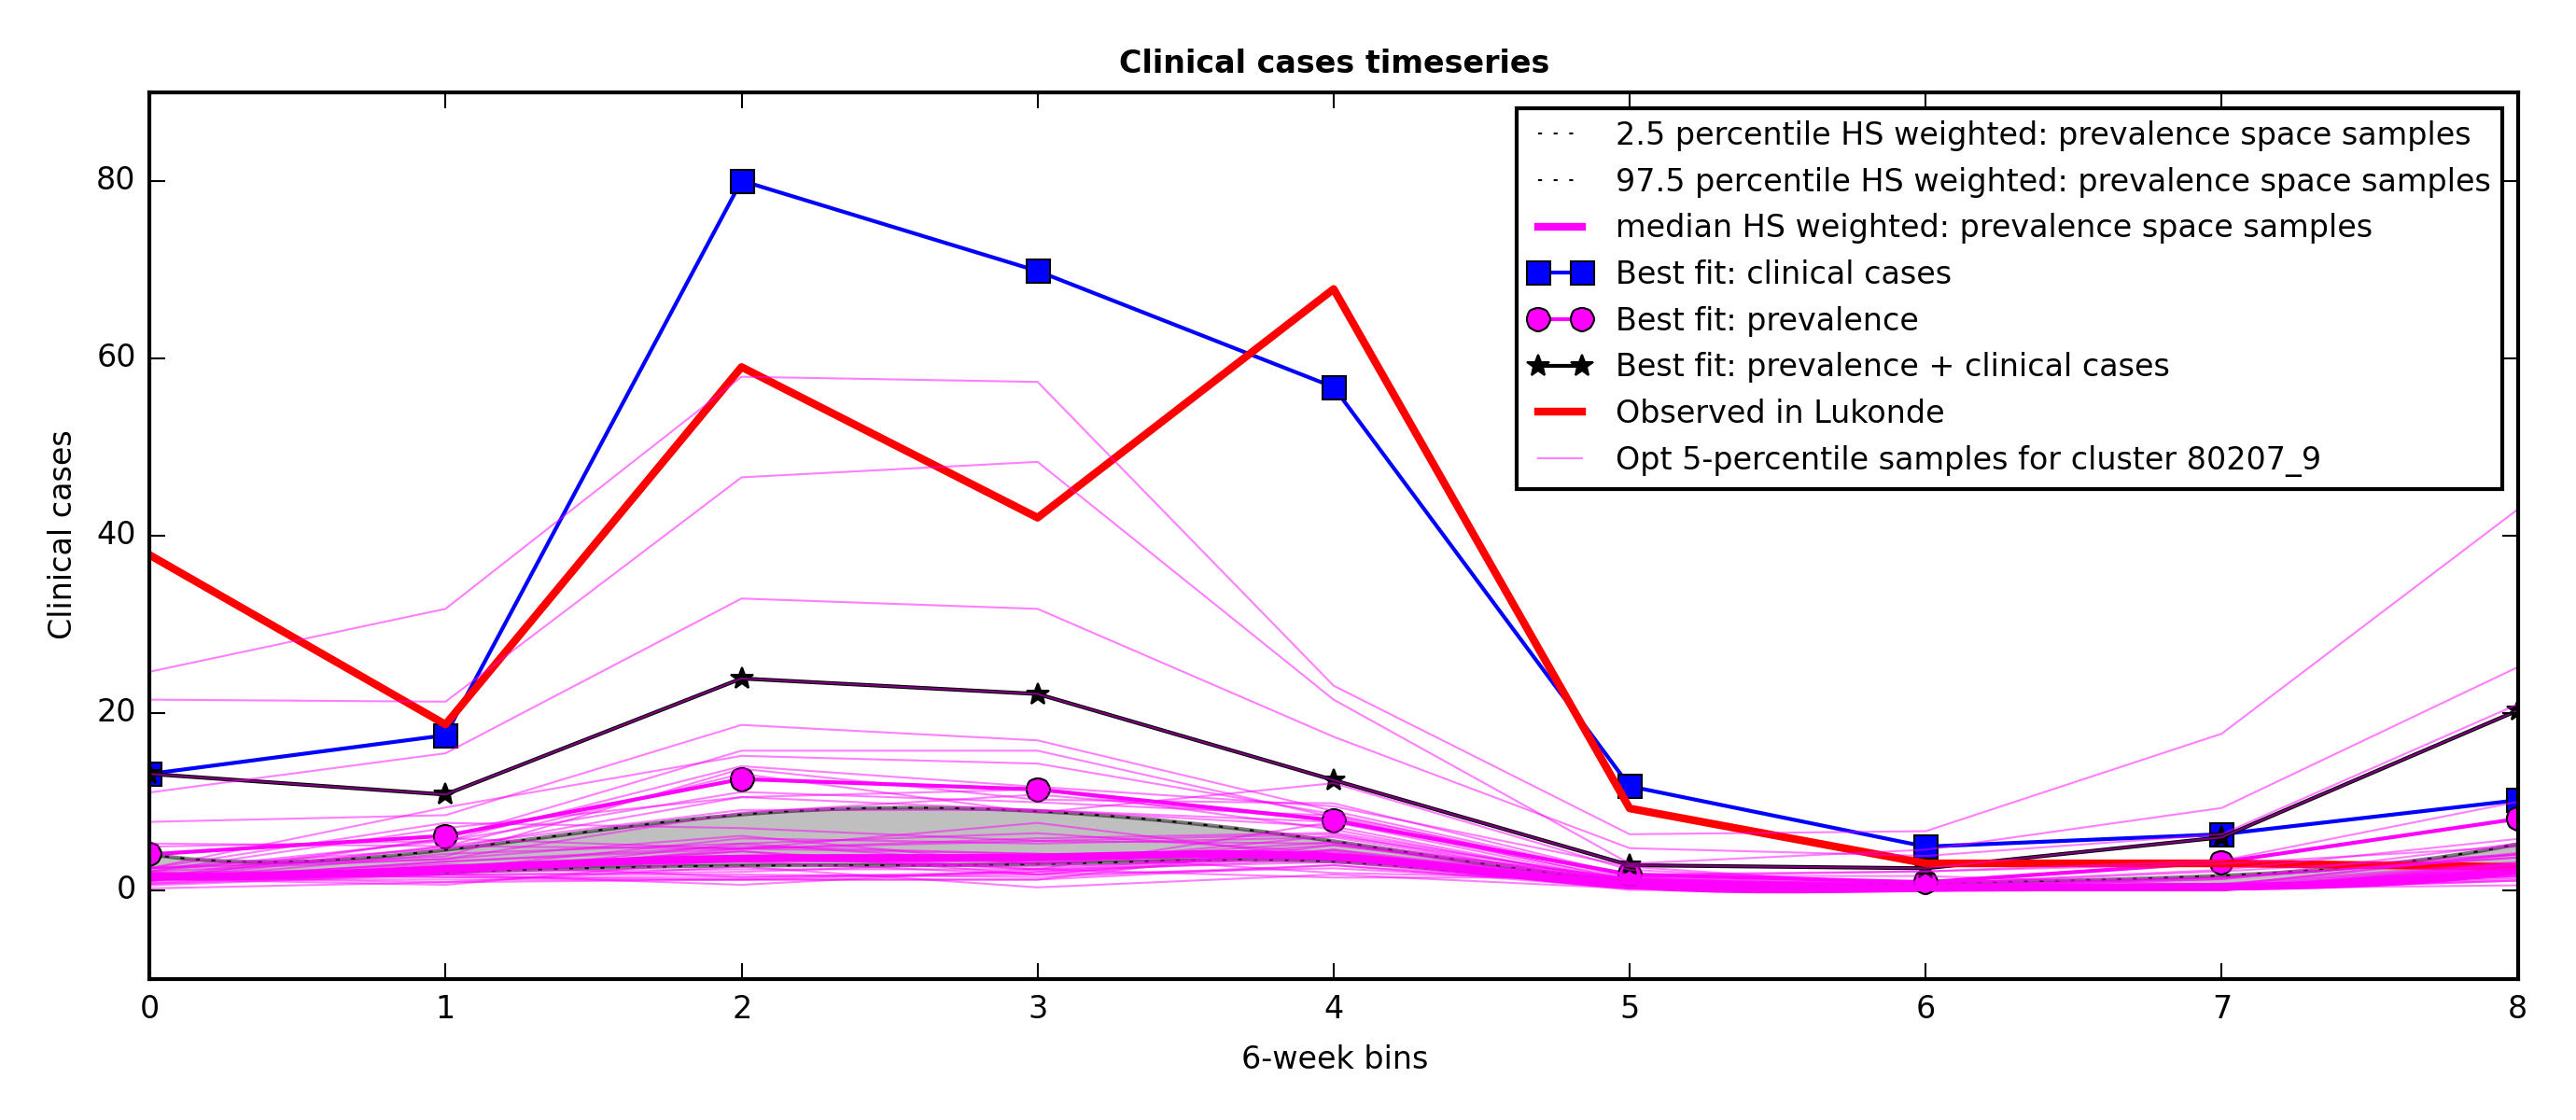 Clinical cases timeseries
2.5 percentile HS weighted: prevalence space samples
97.5 percentile HS weighted: prevalence space samples
median HS weighted: prevalence space samples
Best fit: clinical cases
Best fit: prevalence
Best fit: prevalence + clinical cases
Observed in Lukonde
Opt 5-percentile samples for cluster 80207_9
Clinical cases
80
60
40
20
0
0 1 2 3 4 5 6 7 8
6-week bins